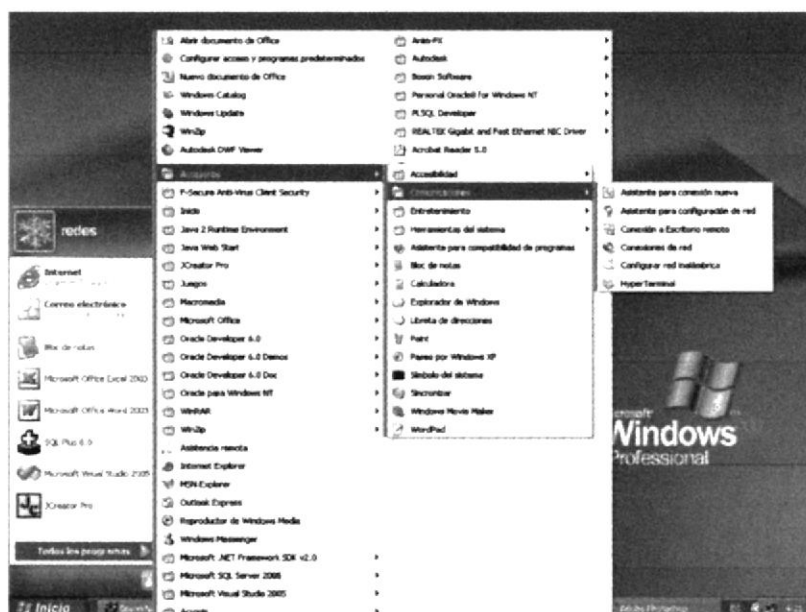 Abrir documento de Office
Configurar acceso y programas predeterminados
Nuevo documento de Office
Windows Catalog
Windows Update
WinZip
Autodesk DWF Viewer
Accesorios
F-Secure Anti-Virus Client Security
Inicio
Java 2 Runtime Environment
Java Web Start
JCreator Pro
Juegos
Macromedia
Microsoft Office
Oracle Developer 6.0
Oracle Developer 6.0 Demos
Oracle Developer 6.0 Doc
Oracle para Windows NT
WinRAR
WinZip
Asistencia remota
Internet Explorer
MSN Explorer
Outlook Express
Reproductor de Windows Media
Windows Messenger
Microsoft .NET Framework SDK v2.0
Microsoft SQL Server 2005
Microsoft Visual Studio 2005
Anim-FX
Autodesk
Boson Software
Personal Oracle8 for Windows NT
PLSQL Developer
REALTEK Gigabit and Fast Ethernet NIC Driver
Acrobat Reader 5.0
Accesibilidad
Comunicaciones
Entretenimiento
Herramientas del sistema
Asistente para compatibilidad de programas
Bloc de notas
Calculadora
Explorador de Windows
Libreta de direcciones
Paint
Paseo por Windows XP
Símbolo del sistema
Sincronizar
Windows Movie Maker
WordPad
Asistente para conexión nueva
Asistente para configuración de red
Conexión a Escritorio remoto
Conexiones de red
Configurar red inalámbrica
HyperTerminal
redes
Internet
Correo electrónico
Bloc de notas
Microsoft Office Excel 2003
Microsoft Office Word 2003
SQL Plus 8.0
Microsoft Visual Studio 2005
JCreator Pro
Todos los programas
Inicio
Microsoft
Windows
Professional